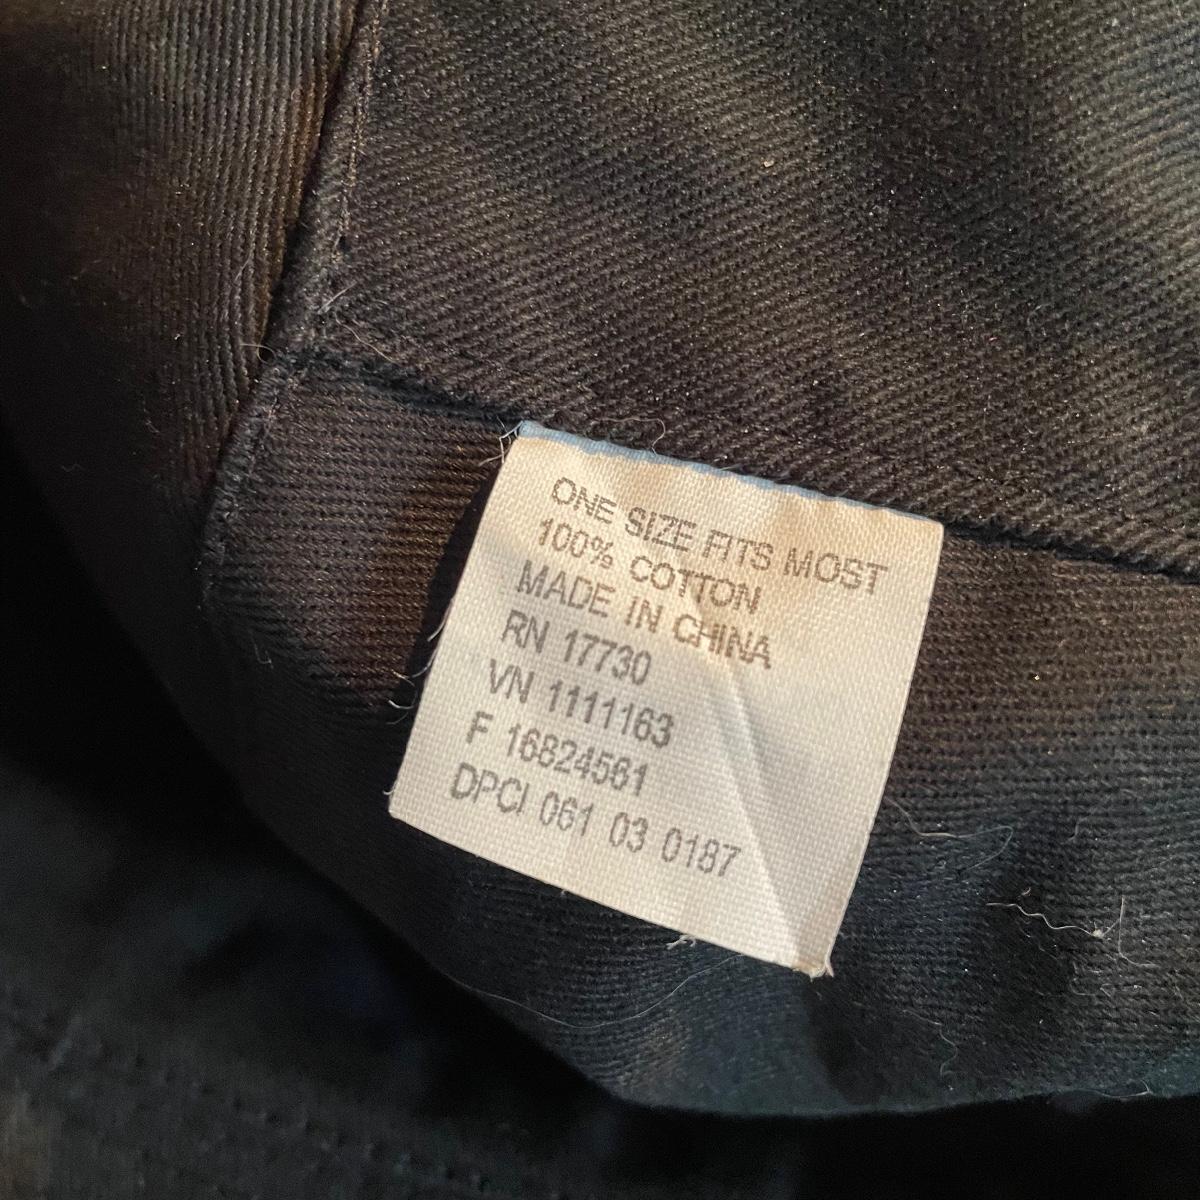 ONE SIZE FITS MOST
100% COTTON
MADE IN CHINA
RN 17730
VN 1111163
F 16824561
DPCI 061 03 0187